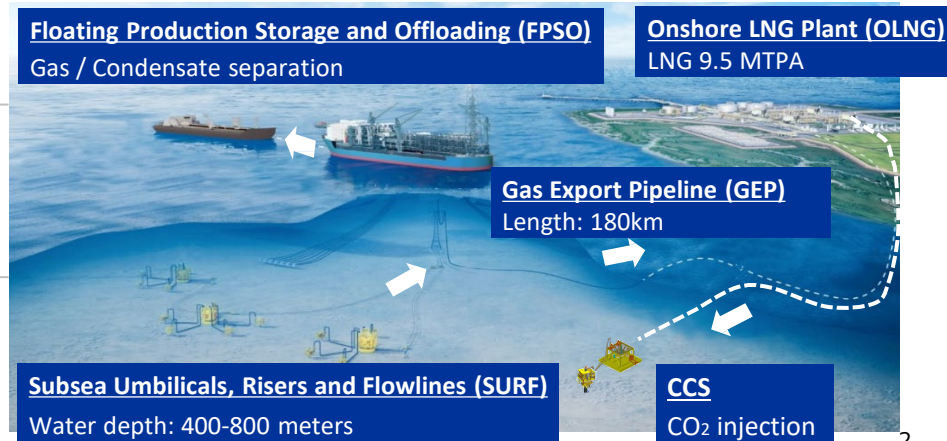 Floating Production Storage and Offloading (FPSO)
Gas / Condensate separation
Onshore LNG Plant (OLNG)
LNG 9.5 MTPA
Gas Export Pipeline (GEP)
Length: 180km
Subsea Umbilicals, Risers and Flowlines (SURF)
Water depth: 400-800 meters
CCS
CO₂ injection
2